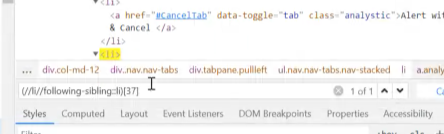 <li>
<a href="#CancelTab" data-toggle="tab" class="analystic">Alert wit
& Cancel </a>
</li>
▼<li>
... div.col-md-12 div..nav.nav-tabs div.tabpane.pullleft ul.nav.nav-tabs.nav-stacked li a.analy
(//li//following-sibling::li)[37] 1 of 1 Ca
Styles Computed Layout Event Listeners DOM Breakpoints Properties Accessibility
Filter